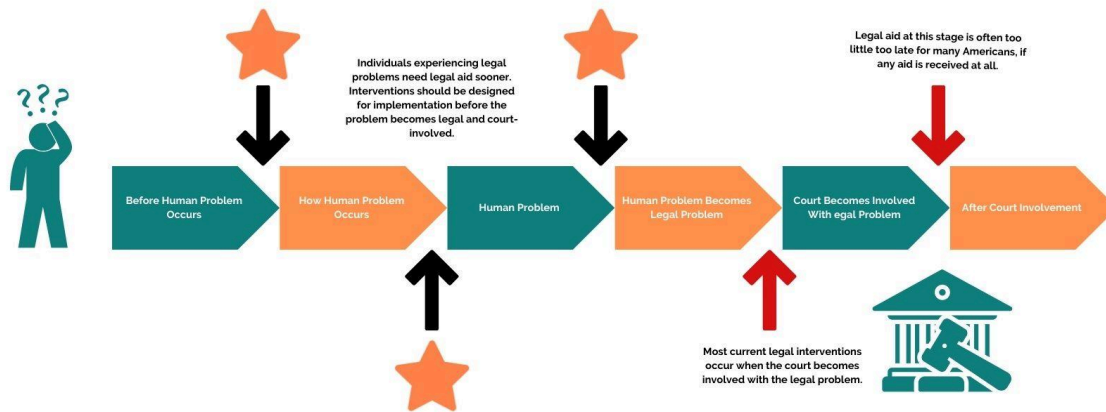 ???
Individuals experiencing legal
problems need legal aid sooner.
Interventions should be designed
for implementation before the
problem becomes legal and court-
involved.
Legal aid at this stage is often too
little too late for many Americans, if
any aid is received at all.
Before Human Problem
Occurs
How Human Problem
Occurs
Human Problem
Human Problem Becomes
Legal Problem
Court Becomes Involved
With egal Problem
After Court Involvement
Most current legal interventions
occur when the court becomes
involved with the legal problem.